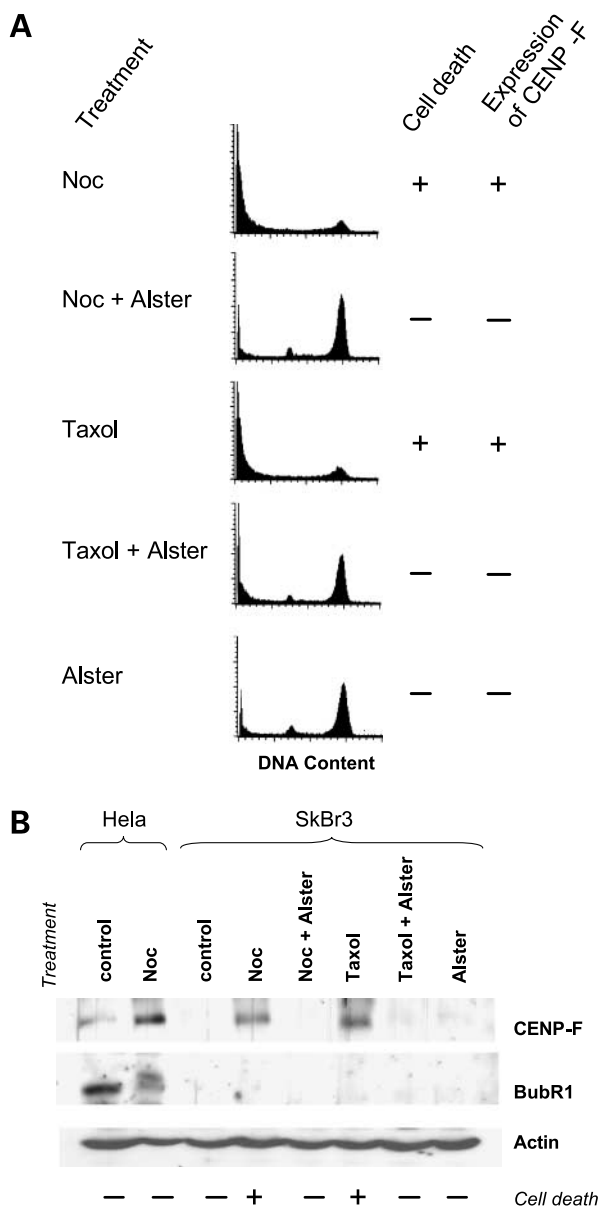 A
Treatment
Cell death
Expression
of CENP -F
Noc
+ +
Noc + Alster
— —
Taxol
+ +
Taxol + Alster
— —
Alster
— —
DNA Content
B
Hela SkBr3
Treatment
control
Noc
control
Noc
Noc + Alster
Taxol
Taxol + Alster
Alster
CENP-F
BubR1
Actin
— — — + — + — — Cell death